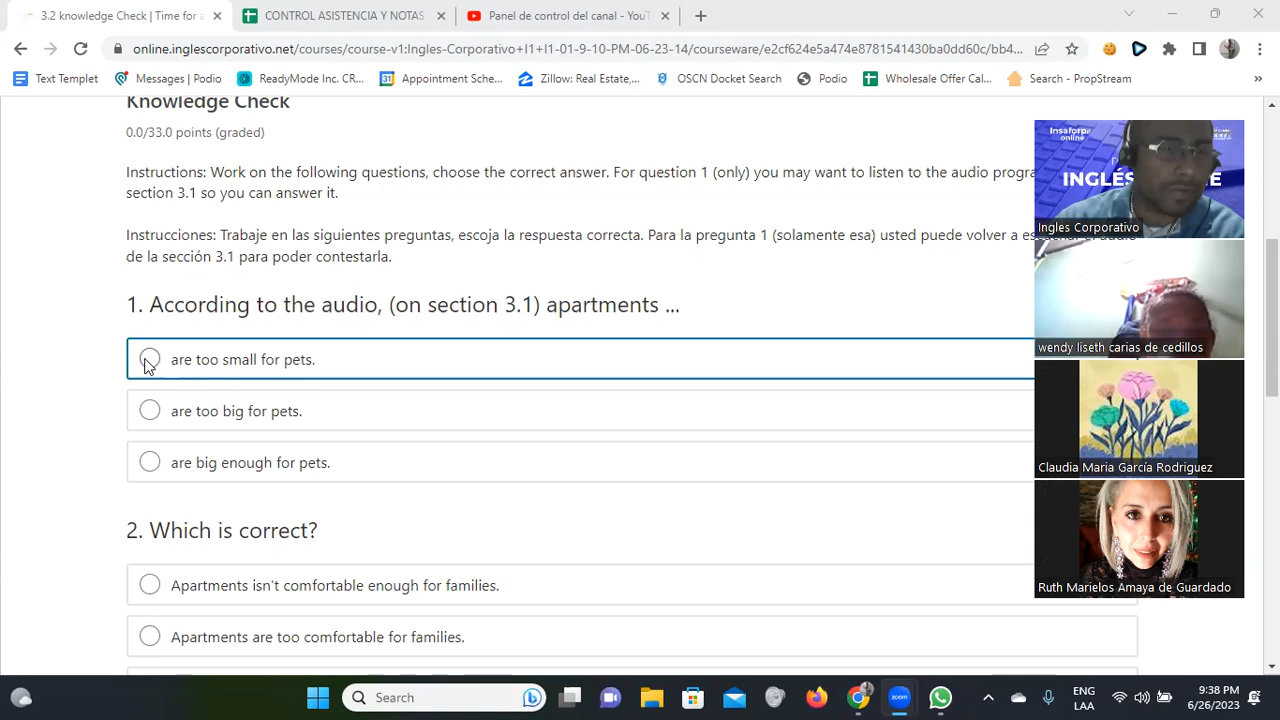 3.2 knowledge Check | Time for a
CONTROL ASISTENCIA Y NOTAS
Panel de control del canal - YouT
online.inglescorporativo.net/courses/course-v1:Ingles-Corporativo+I1+I1-01-9-10-PM-06-23-14/courseware/e2cf624e5a474e8781541430ba0dd60c/bb4...
Text Templet
Messages | Podio
ReadyMode Inc. CR...
Appointment Sche...
Zillow: Real Estate,...
OSCN Docket Search
Podio
Wholesale Offer Cal...
Search - PropStream
Knowledge Check
0.0/33.0 points (graded)
Instructions: Work on the following questions, choose the correct answer. For question 1 (only) you may want to listen to the audio progra
section 3.1 so you can answer it.
Instrucciones: Trabaje en las siguientes preguntas, escoja la respuesta correcta. Para la pregunta 1 (solamente esa) usted puede volver a
de la sección 3.1 para poder contestarla.
1. According to the audio, (on section 3.1) apartments ...
are too small for pets.
are too big for pets.
are big enough for pets.
2. Which is correct?
Apartments isn't comfortable enough for families.
Apartments are too comfortable for families.
Insaforp
online
INGLÉS
Ingles Corporativo
wendy liseth carias de cedillos
Claudia Maria García Rodriguez
Ruth Marielos Amaya de Guardado
Search
ENG
LAA
9:38 PM
6/26/2023